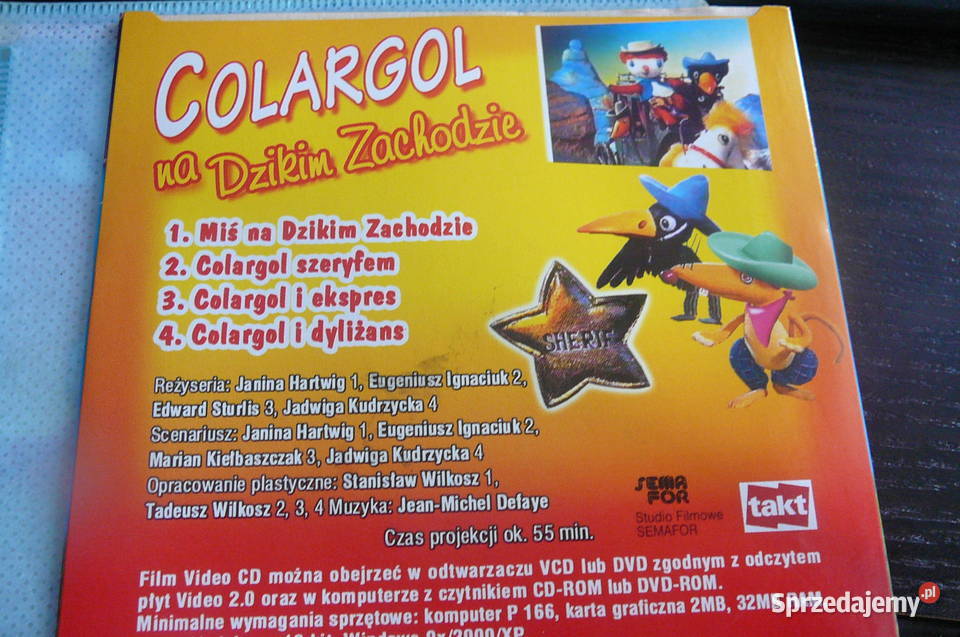 COLARGOL
na Dzikim Zachodzie
1. Miś na Dzikim Zachodzie
2. Colargol szeryfem
3. Colargol i ekspres
4. Colargol i dyliżans
SHERIF
Reżyseria: Janina Hartwig 1, Eugeniusz Ignaciuk 2,
Edward Sturlis 3, Jadwiga Kudrzycka 4
Scenariusz: Janina Hartwig 1, Eugeniusz Ignaciuk 2,
Marian Kiełbaszczak 3, Jadwiga Kudrzycka 4
Opracowanie plastyczne: Stanisław Wilkosz 1,
Tadeusz Wilkosz 2, 3, 4 Muzyka: Jean-Michel Defaye
Czas projekcji ok. 55 min.
SEMA
FOR
Studio Filmowe
SEMAFOR
takt
Film Video CD można obejrzeć w odtwarzaczu VCD lub DVD zgodnym z odczytem
płyt Video 2.0 oraz w komputerze z czytnikiem CD-ROM lub DVD-ROM.
Minimalne wymagania sprzętowe: komputer P 166, karta graficzna 2MB, 32MB
Windows 9x/2000/XP
Sprzedajemy.pl